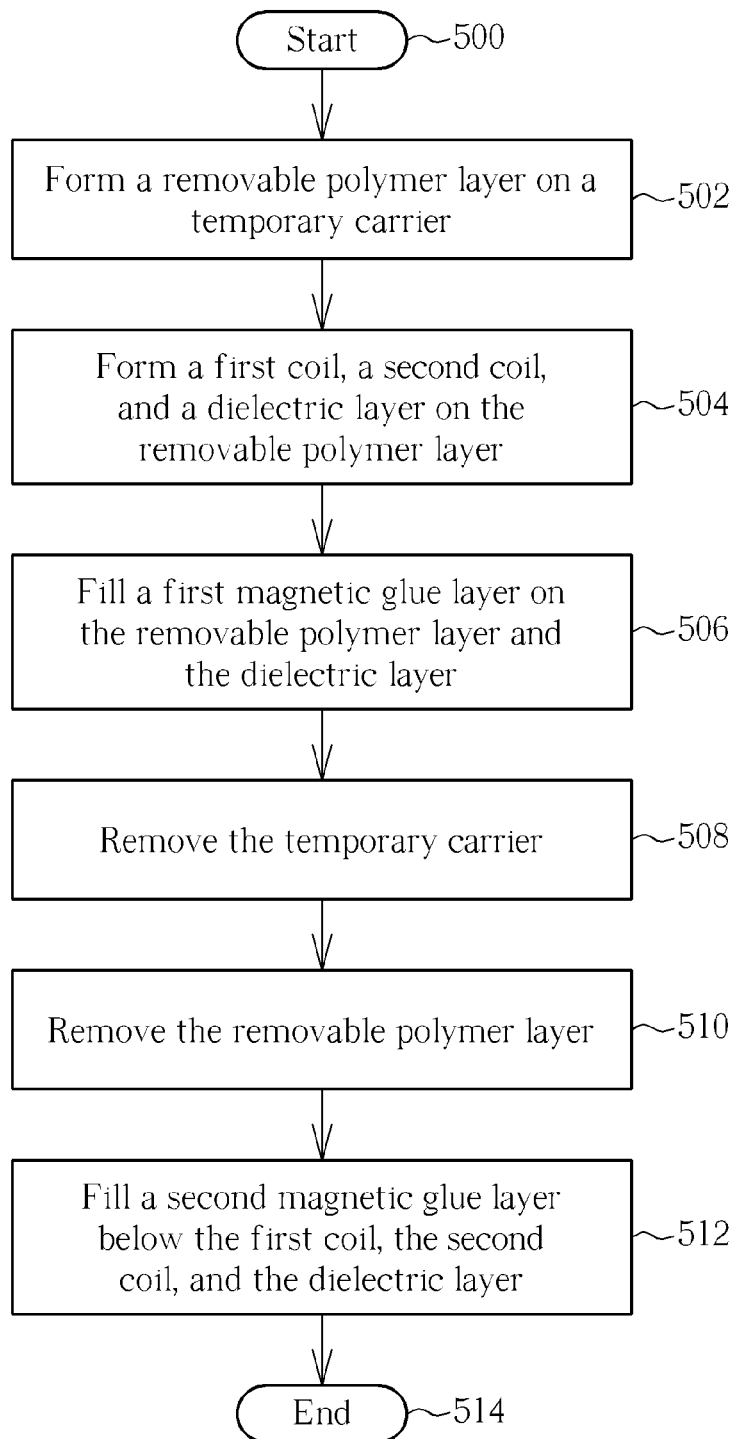 Start
500
Form a removable polymer layer on a
temporary carrier
502
Form a first coil, a second coil,
and a dielectric layer on the
removable polymer layer
504
Fill a first magnetic glue layer on
the removable polymer layer and
the dielectric layer
506
Remove the temporary carrier
508
Remove the removable polymer layer
510
Fill a second magnetic glue layer
below the first coil, the second
coil, and the dielectric layer
512
End
514